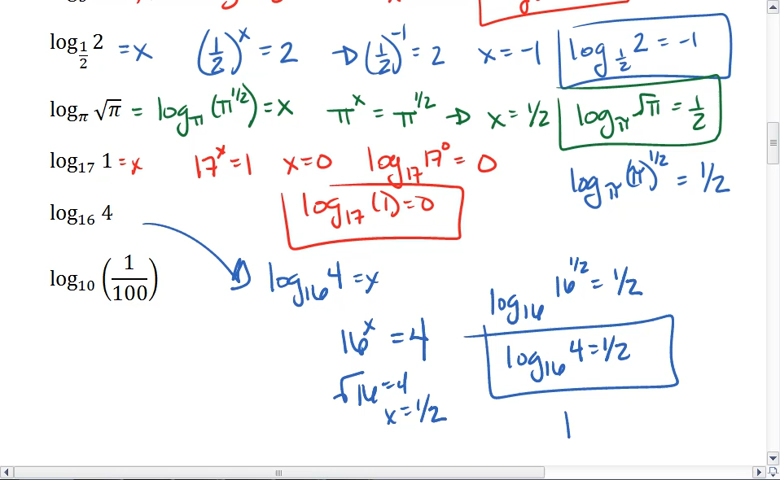 log_{1/2} 2 = x (1/2)^x = 2 → (1/2)^{-1} = 2 x = -1 log_{1/2} 2 = -1
log_π √π = log_π (π^{1/2}) = x π^x = π^{1/2} → x = 1/2 log_π √π = 1/2
log_{17} 1 = x 17^x = 1 x = 0 log_{17} 17^0 = 0 log_π (π)^{1/2} = 1/2
log_{17} (1) = 0
log_{16} 4
log_{10} (1/100) log_{16} 4 = x log_{16} 16^{1/2} = 1/2
16^x = 4 log_{16} 4 = 1/2
√16 = 4
x = 1/2